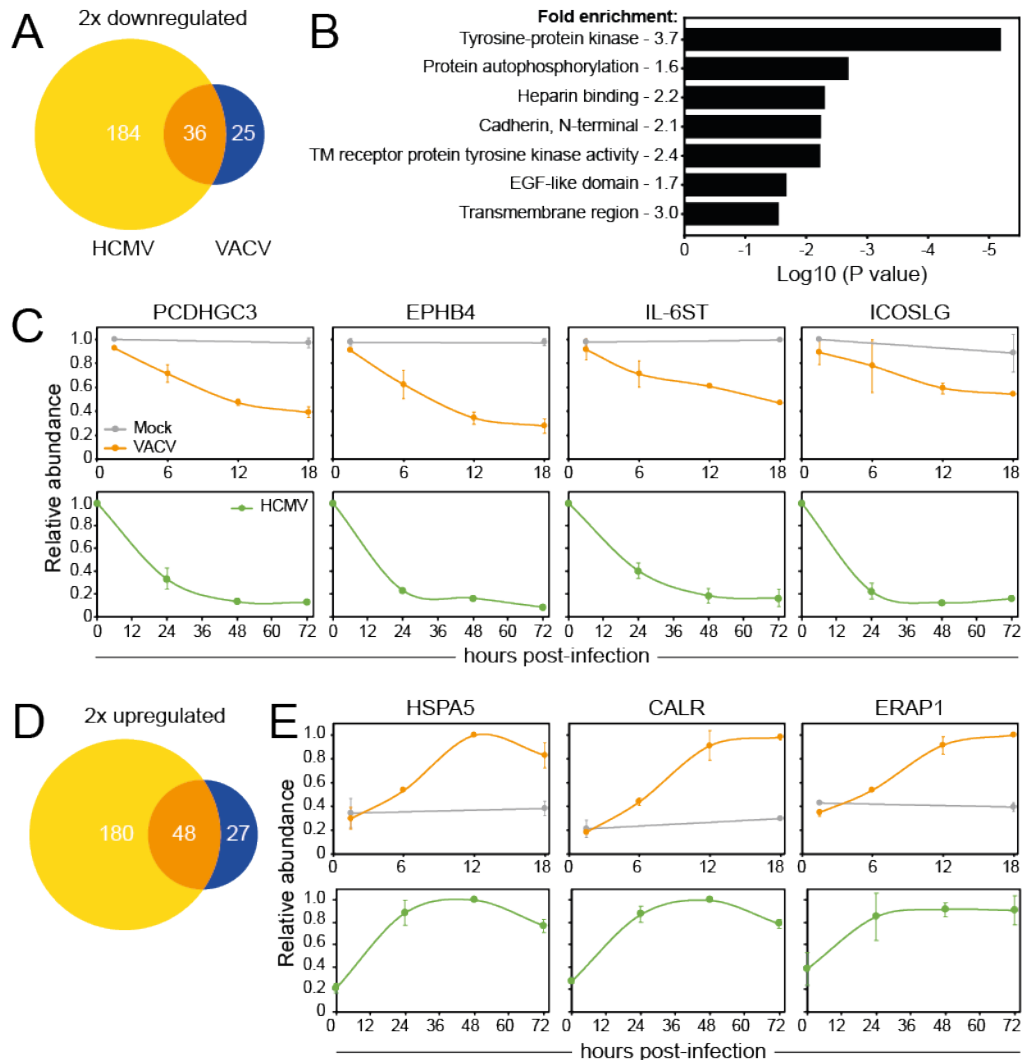 A
2x downregulated
184
36
25
HCMV
VACV
B
Fold enrichment:
Tyrosine-protein kinase - 3.7
Protein autophosphorylation - 1.6
Heparin binding - 2.2
Cadherin, N-terminal - 2.1
TM receptor protein tyrosine kinase activity - 2.4
EGF-like domain - 1.7
Transmembrane region - 3.0
0 -1 -2 -3 -4 -5
Log10 (P value)
C
PCDHGC3 EPHB4 IL-6ST ICOSLG
1.0
0.8
0.6
0.4
0.2
0
Mock
VACV
0 6 12 18 0 6 12 18 0 6 12 18 0 6 12 18
Relative abundance
1.0
0.8
0.6
0.4
0.2
0
HCMV
0 12 24 36 48 60 72 0 12 24 36 48 60 72 0 12 24 36 48 60 72 0 12 24 36 48 60 72
hours post-infection
D
2x upregulated
180
48
27
E
HSPA5 CALR ERAP1
1.0
0.8
0.6
0.4
0.2
0
0 6 12 18 0 6 12 18 0 6 12 18
Relative abundance
1.0
0.8
0.6
0.4
0.2
0
0 12 24 36 48 60 72 0 12 24 36 48 60 72 0 12 24 36 48 60 72
hours post-infection